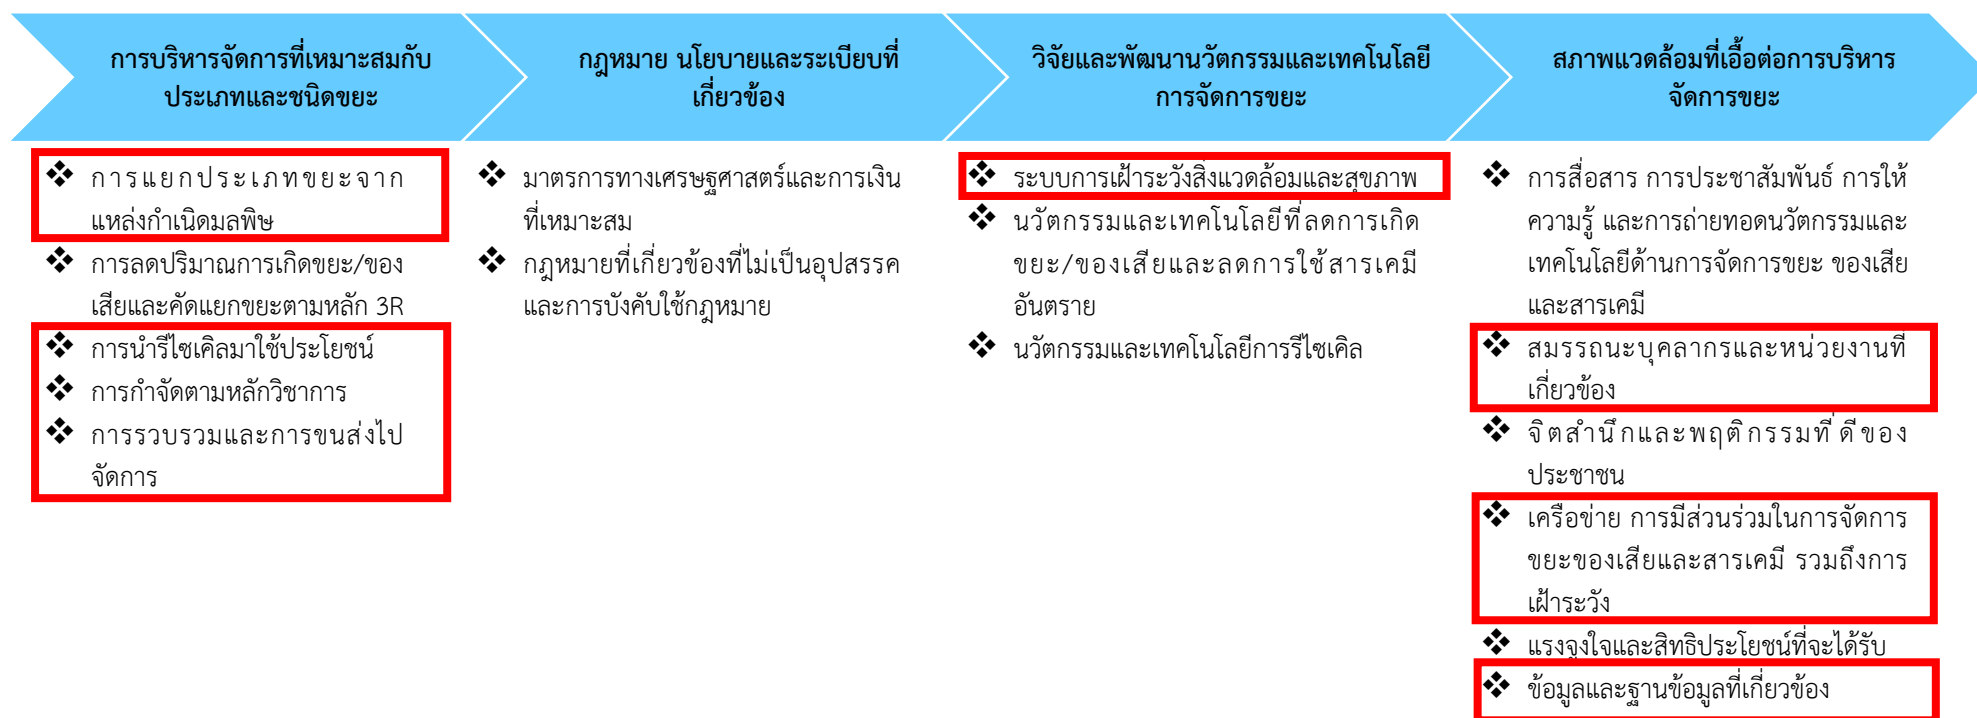 การบริหารจัดการที่เหมาะสมกับ
ประเภทและชนิดขยะ
❖ การแยกประเภทขยะจาก
แหล่งกำเนิดมลพิษ
❖ การลดปริมาณการเกิดขยะ/ของ
เสียและคัดแยกขยะตามหลัก 3R
❖ การนำรีไซเคิลมาใช้ประโยชน์
❖ การกำจัดตามหลักวิชาการ
❖ การรวบรวมและการขนส่งไป
จัดการ
กฎหมาย นโยบายและระเบียบที่
เกี่ยวข้อง
❖ มาตรการทางเศรษฐศาสตร์และการเงิน
ที่เหมาะสม
❖ กฎหมายที่เกี่ยวข้องที่ไม่เป็นอุปสรรค
และการบังคับใช้กฎหมาย
วิจัยและพัฒนานวัตกรรมและเทคโนโลยี
การจัดการขยะ
❖ ระบบการเฝ้าระวังสิ่งแวดล้อมและสุขภาพ
❖ นวัตกรรมและเทคโนโลยีที่ลดการเกิด
ขยะ/ของเสียและลดการใช้สารเคมี
อันตราย
❖ นวัตกรรมและเทคโนโลยีการรีไซเคิล
สภาพแวดล้อมที่เอื้อต่อการบริหาร
จัดการขยะ
❖ การสื่อสาร การประชาสัมพันธ์ การให้
ความรู้ และการถ่ายทอดนวัตกรรมและ
เทคโนโลยีด้านการจัดการขยะ ของเสีย
และสารเคมี
❖ สมรรถนะบุคลากรและหน่วยงานที่
เกี่ยวข้อง
❖ จิตสำนึกและพฤติกรรมที่ดีของ
ประชาชน
❖ เครือข่าย การมีส่วนร่วมในการจัดการ
ขยะของเสียและสารเคมี รวมถึงการ
เฝ้าระวัง
❖ แรงจูงใจและสิทธิประโยชน์ที่จะได้รับ
❖ ข้อมูลและฐานข้อมูลที่เกี่ยวข้อง